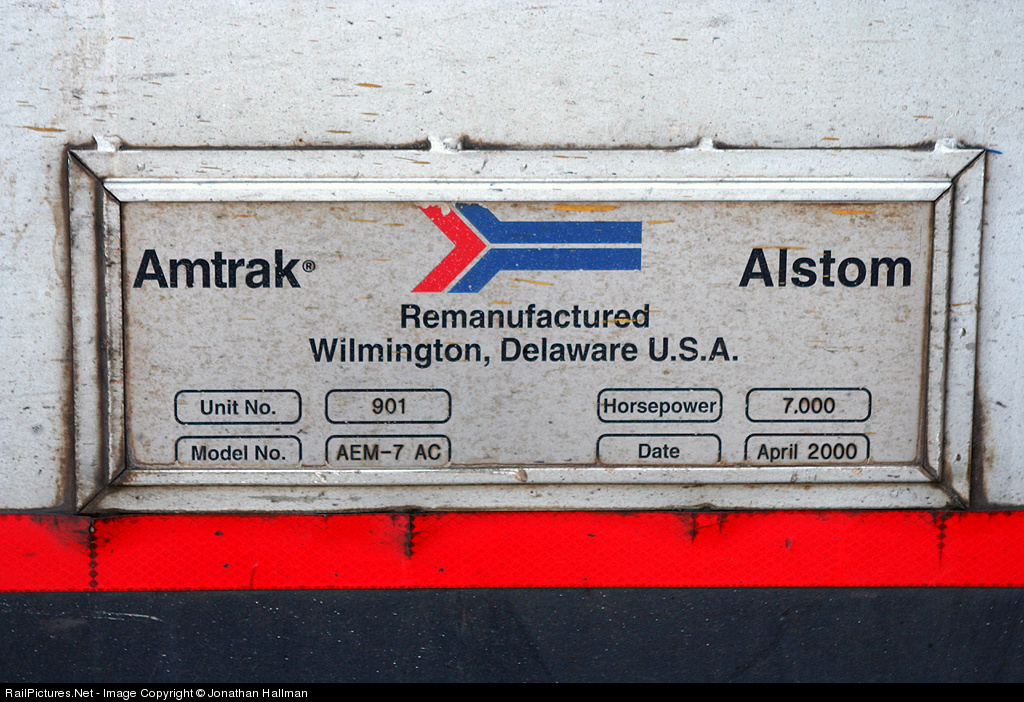 Amtrak® Alstom
Remanufactured
Wilmington, Delaware U.S.A.
Unit No. 901 Horsepower 7.000
Model No. AEM-7 AC Date April 2000
RailPictures.Net - Image Copyright © Jonathan Hallman